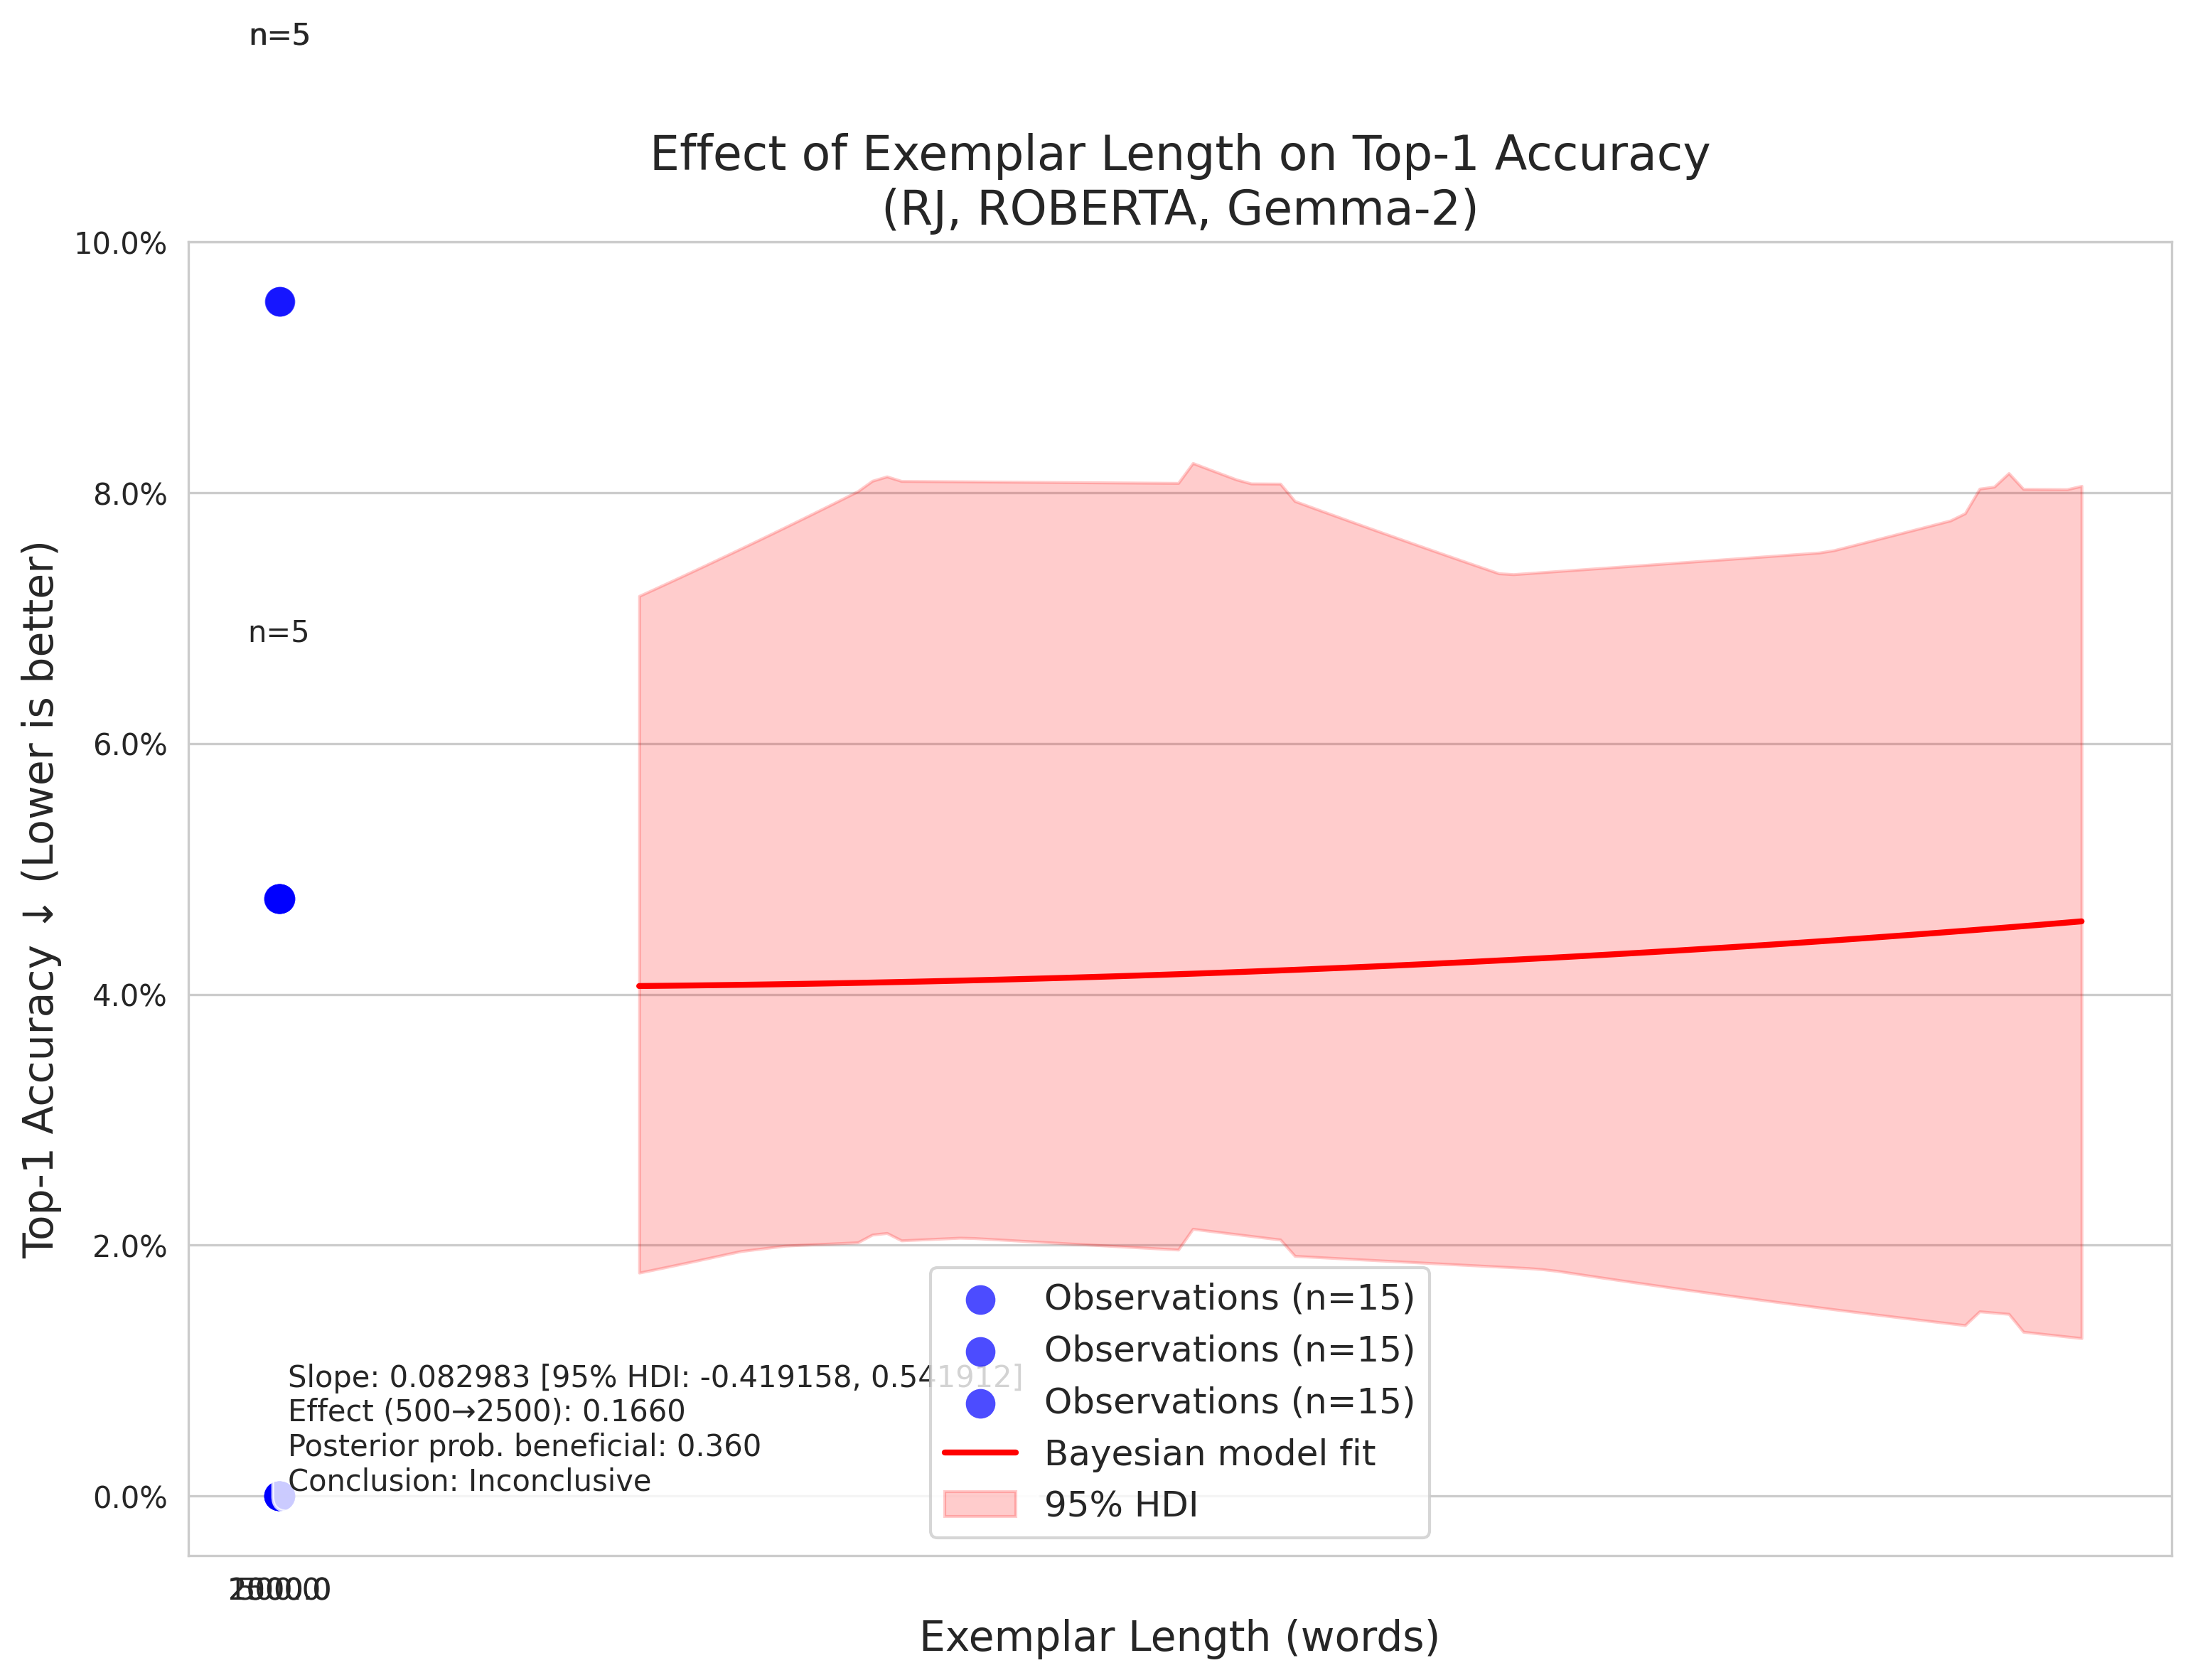 n=5
Effect of Exemplar Length on Top-1 Accuracy
(RJ, ROBERTA, Gemma-2)
Top-1 Accuracy ↓ (Lower is better)
10.0%
8.0%
n=5
6.0%
4.0%
2.0%
0.0%
Slope: 0.082983 [95% HDI: -0.419158, 0.541912]
Effect (500→2500): 0.1660
Posterior prob. beneficial: 0.360
Conclusion: Inconclusive
Observations (n=15)
Observations (n=15)
Observations (n=15)
Bayesian model fit
95% HDI
Exemplar Length (words)